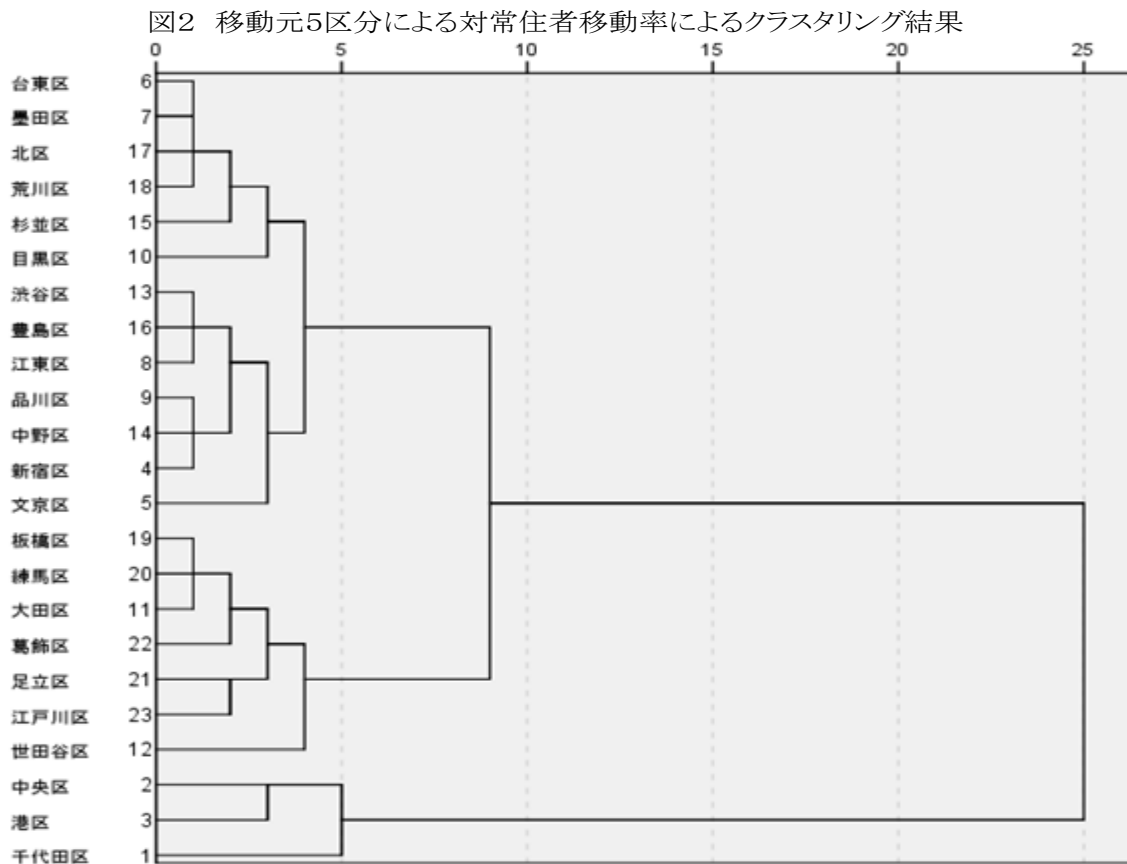 図2 移動元5区分による対常住者移動率によるクラスタリング結果
0 5 10 15 20 25
台東区 6
墨田区 7
北区 17
荒川区 18
杉並区 15
目黒区 10
渋谷区 13
豊島区 16
江東区 8
品川区 9
中野区 14
新宿区 4
文京区 5
板橋区 19
練馬区 20
大田区 11
葛飾区 22
足立区 21
江戸川区 23
世田谷区 12
中央区 2
港区 3
千代田区 1